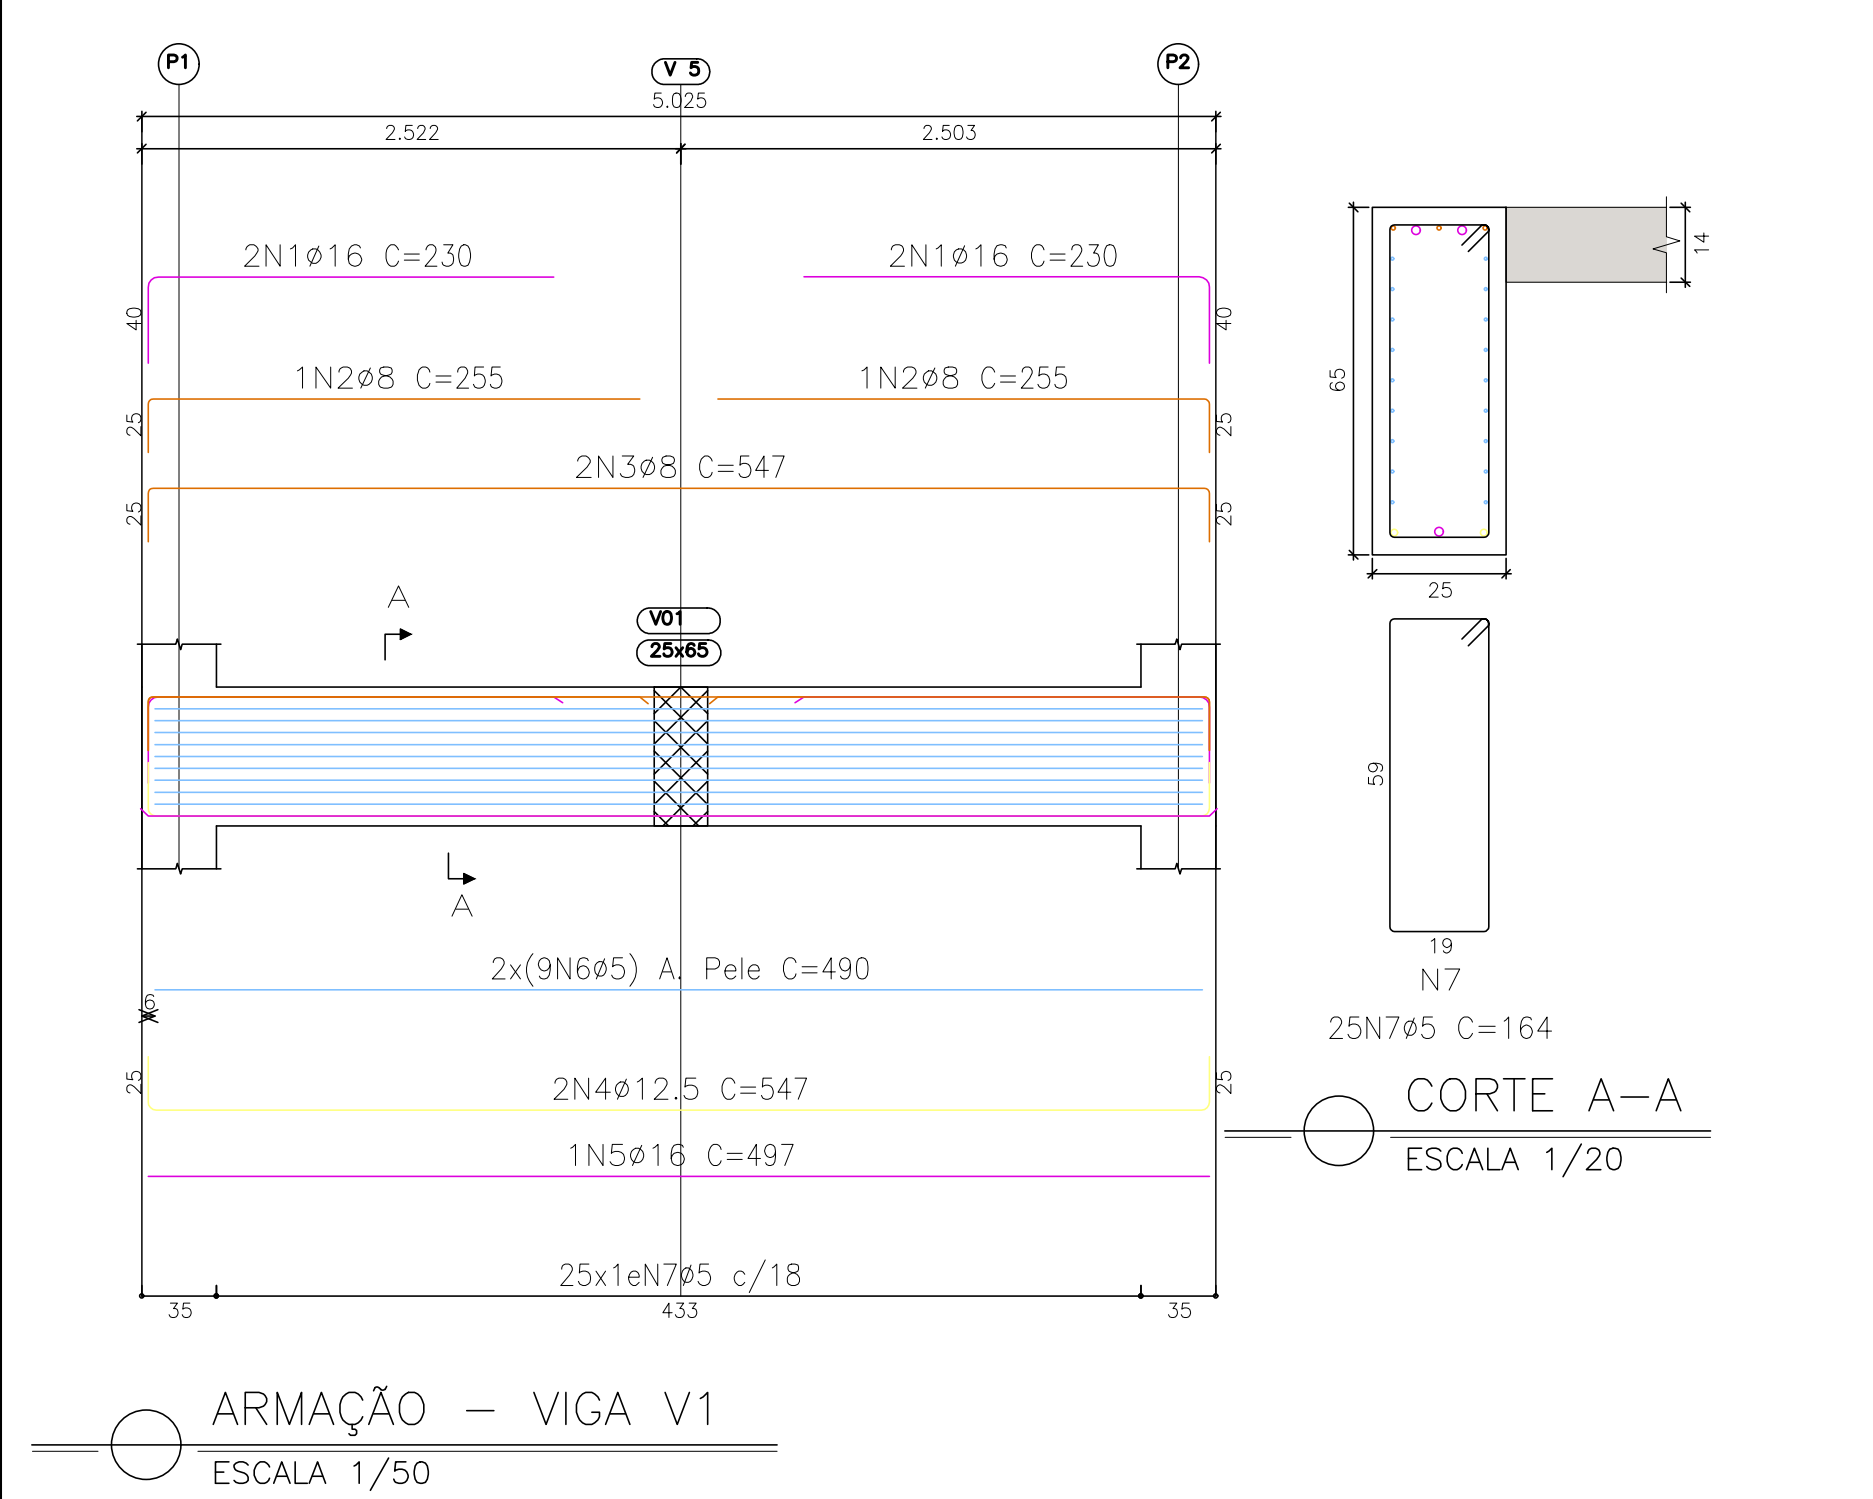 P1
V 5
P2
5.025
2.522
2.503
2N1ø16 C=230
2N1ø16 C=230
40
40
1N2ø8 C=255
1N2ø8 C=255
25
25
2N3ø8 C=547
25
25
A
V01
25x65
A
2x(9N6ø5) A. Pele C=490
6
25
25
2N4ø12.5 C=547
1N5ø16 C=497
25x1eN7ø5 c/18
35
433
35
ARMAÇÃO - VIGA V1
ESCALA 1/50
14
65
25
59
19
N7
25N7ø5 C=164
CORTE A-A
ESCALA 1/20